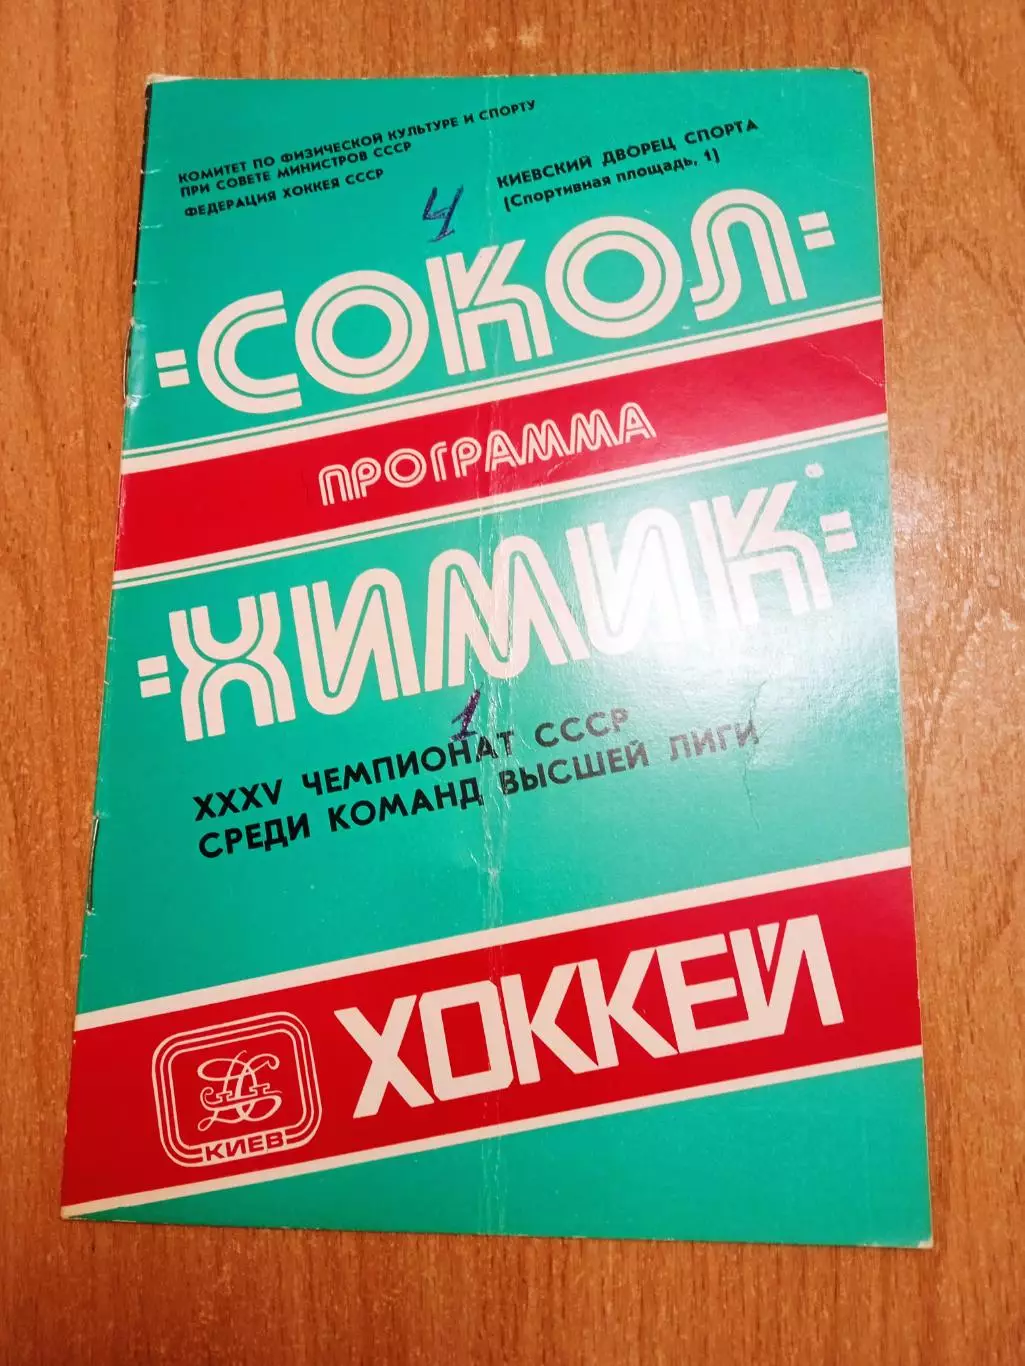 КОМИТЕТ ПО ФИЗИЧЕСКОЙ КУЛЬТУРЕ И СПОРТУ
ПРИ СОВЕТЕ МИНИСТРОВ СССР
ФЕДЕРАЦИЯ ХОККЕЯ СССР
КИЕВСКИЙ ДВОРЕЦ СПОРТА
(Спортивная площадь, 1)
4
"СОКОЛ"
ПРОГРАММА
"ХИМИК"
1
XXXV ЧЕМПИОНАТ СССР
СРЕДИ КОМАНД ВЫСШЕЙ ЛИГИ
ХОККЕЙ
КИЕВ